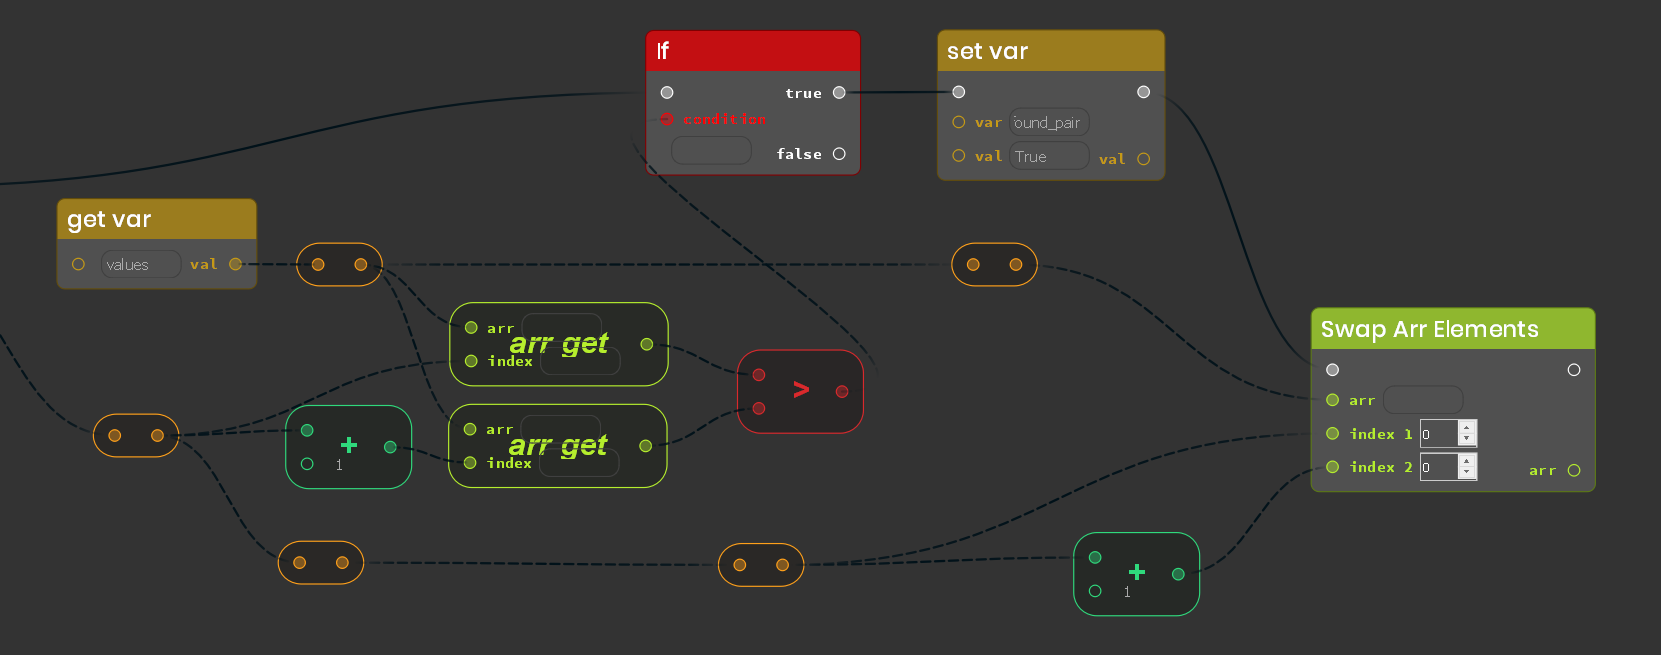 If
true
condition
false
set var
var ound_pair
val True val
get var
values val
arr
arr get
index
arr
arr get
index
+
1
>
Swap Arr Elements
arr
index 1 0
index 2 0 arr
+
1